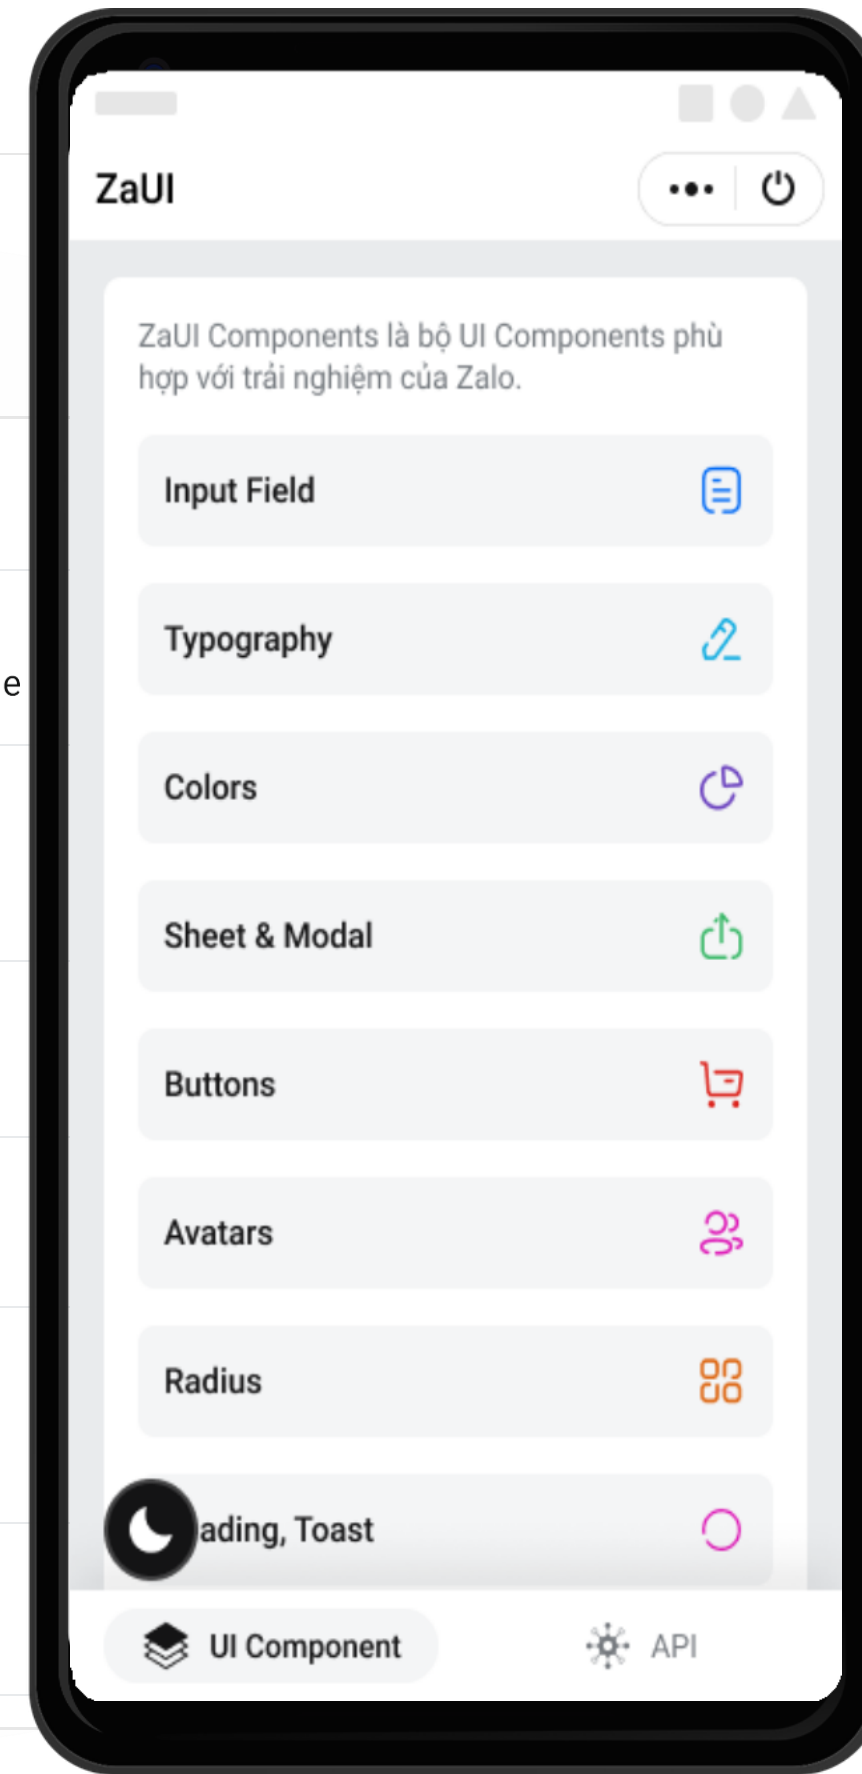 ZaUI
ZaUI Components là bộ UI Components phù
hợp với trải nghiệm của Zalo.
Input Field
Typography
e
Colors
Sheet & Modal
Buttons
Avatars
Radius
ading, Toast
UI Component
API